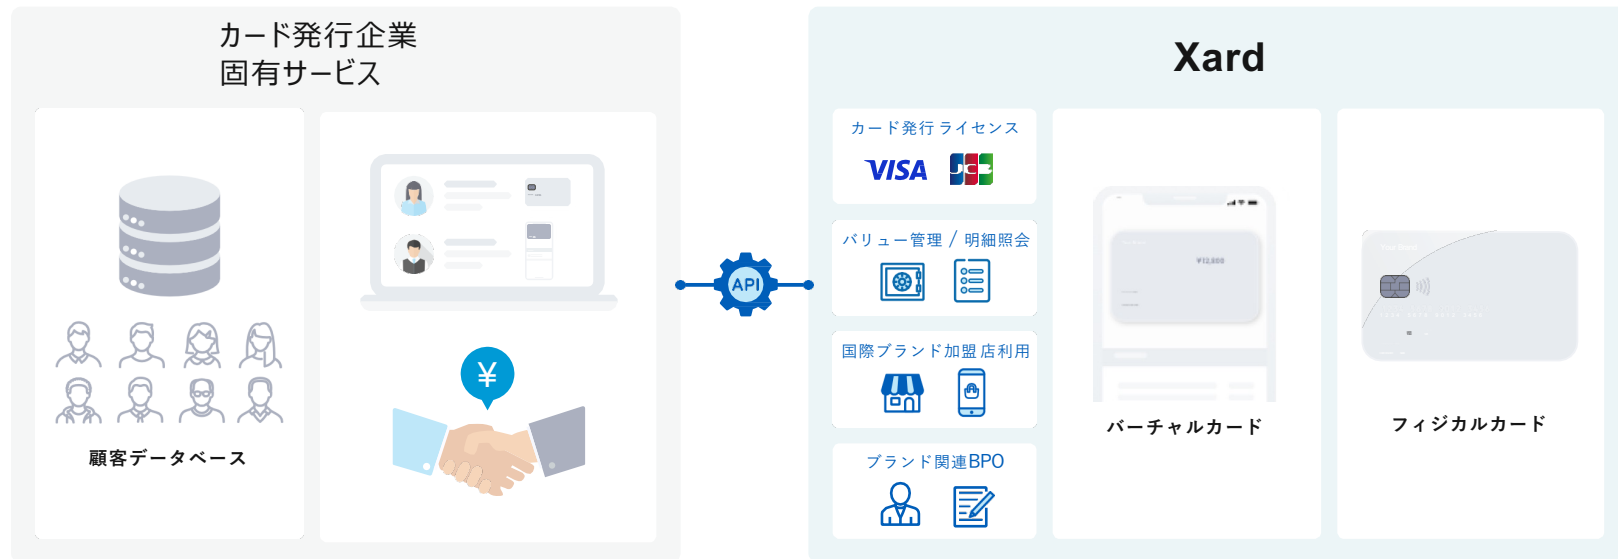 カード発行企業
固有サービス
顧客データベース
¥
API
Xard
カード発行ライセンス
VISA
JCB
バリュー管理 / 明細照会
国際ブランド加盟店利用
ブランド関連BPO
¥12,800
バーチャルカード
フィジカルカード